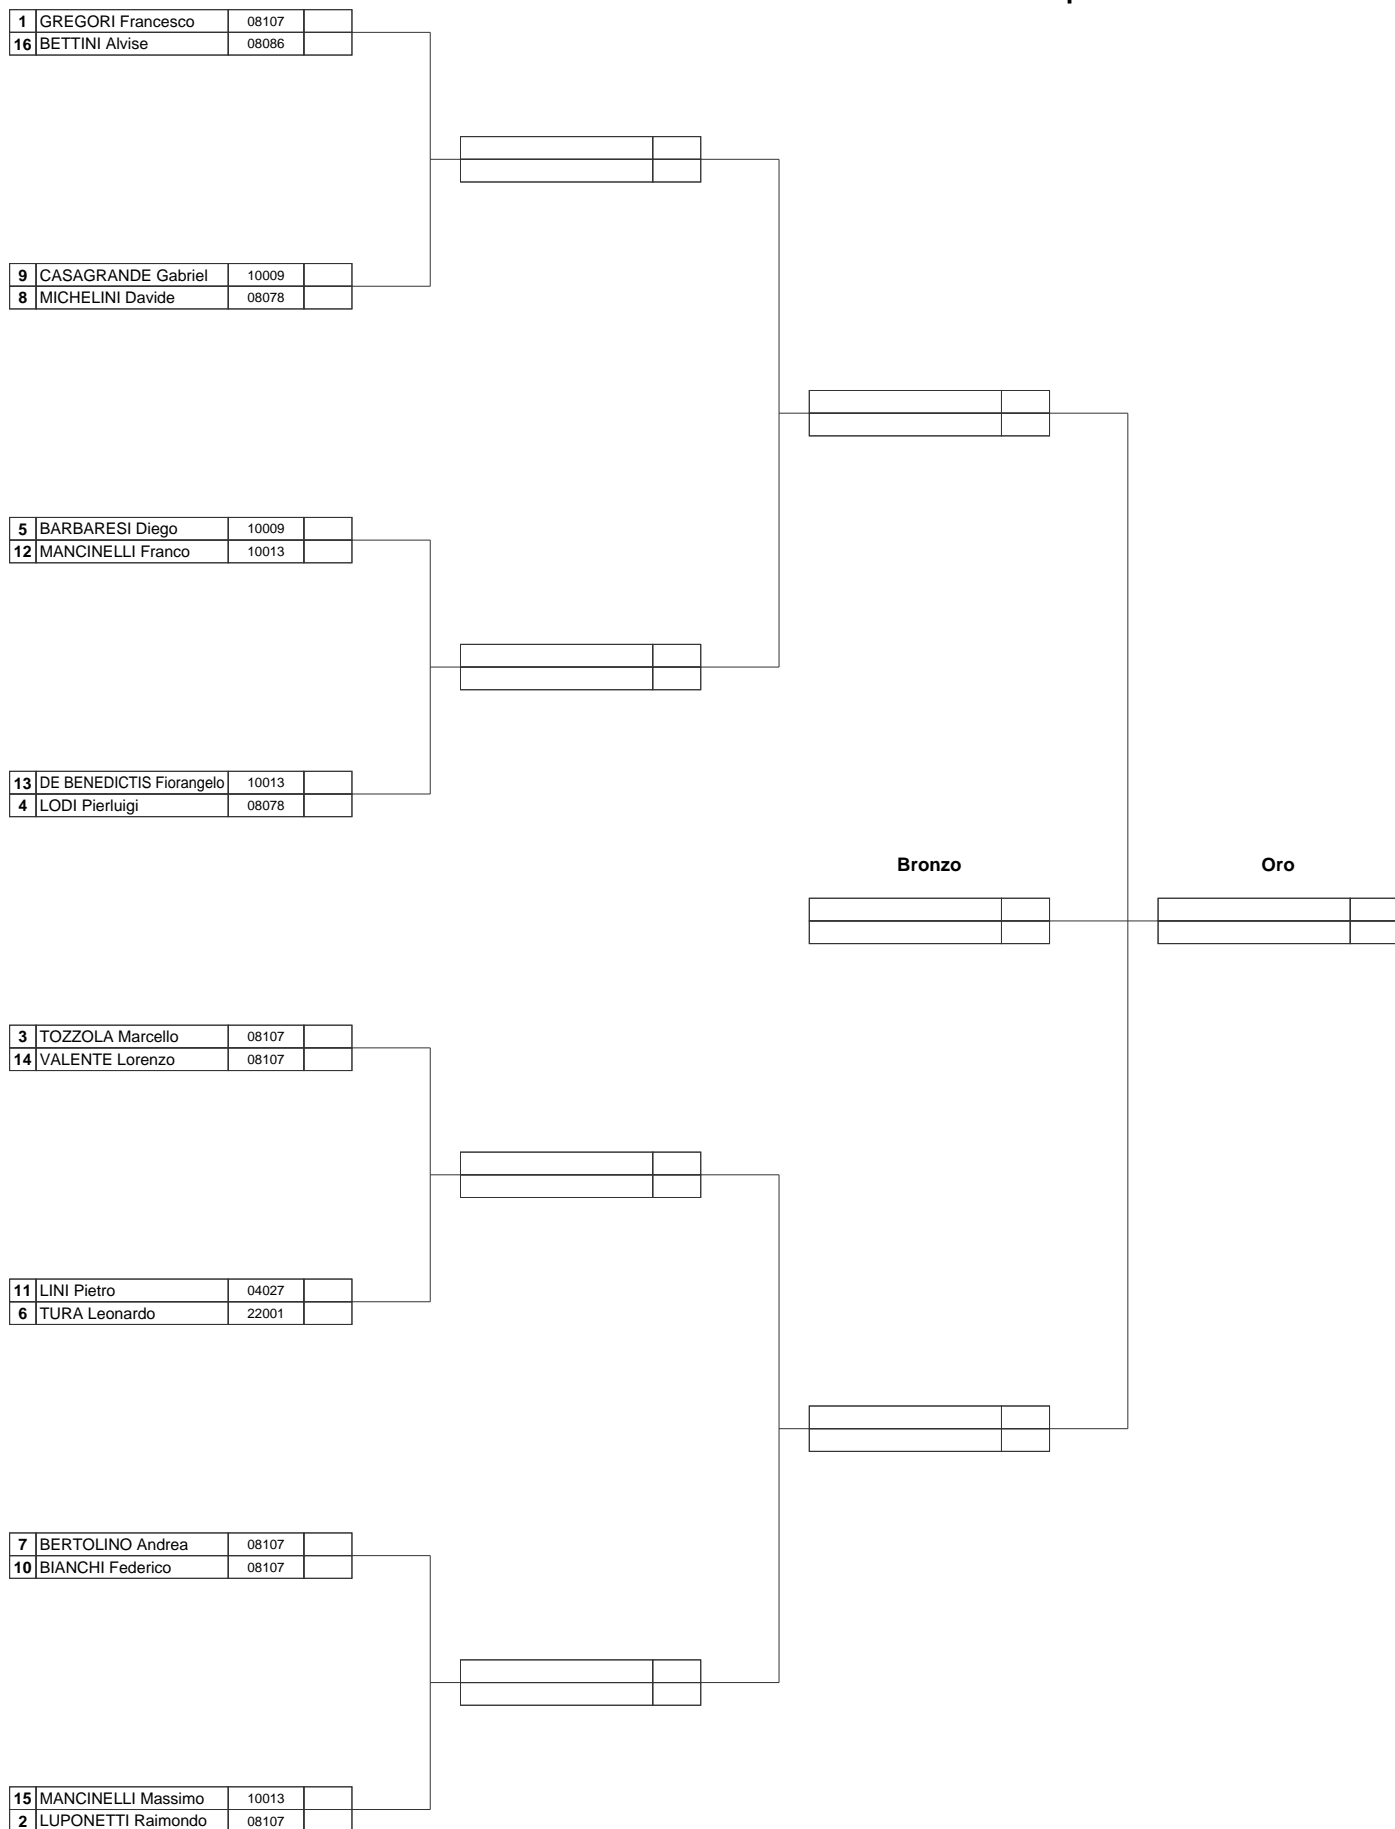 1 GREGORI Francesco 08107
16 BETTINI Alvise 08086
9 CASAGRANDE Gabriel 10009
8 MICHELINI Davide 08078
5 BARBARESI Diego 10009
12 MANCINELLI Franco 10013
13 DE BENEDICTIS Fiorangelo 10013
4 LODI Pierluigi 08078
Bronzo Oro
3 TOZZOLA Marcello 08107
14 VALENTE Lorenzo 08107
11 LINI Pietro 04027
6 TURA Leonardo 22001
7 BERTOLINO Andrea 08107
10 BIANCHI Federico 08107
15 MANCINELLI Massimo 10013
2 LUPONETTI Raimondo 08107